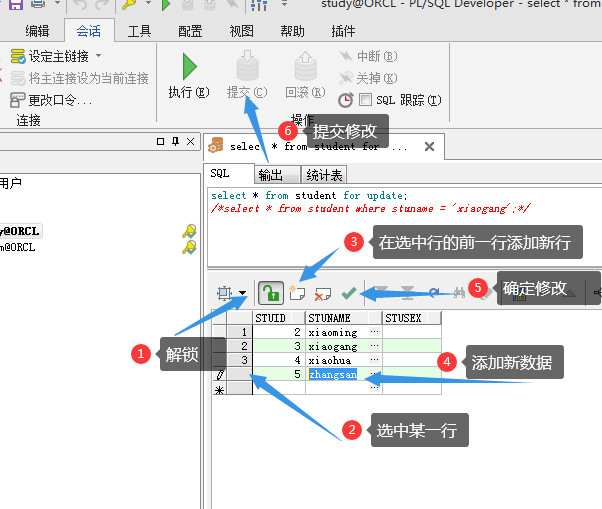 study@ORCL - PL/SQL Developer - select * from
编辑 会话 工具 配置 视图 帮助 插件
设定主链接
将主连接设为当前连接
更改口令...
连接
执行(E)
提交(C)
回滚(R)
中断(B)
关掉(K)
SQL 跟踪(T)
操作
6 提交修改
select * from student for ...
用户
y@ORCL
m@ORCL
SQL 输出 统计表
select * from student for update;
/*select * from student where stuname = 'xiaogang';*/
3 在选中行的前一行添加新行
5 确定修改
1 解锁
STUID STUNAME STUSEX
1 2 xiaoming ...
2 3 xiaogang ...
3 4 xiaohua ...
5 zhangsan ...
* ...
4 添加新数据
2 选中某一行